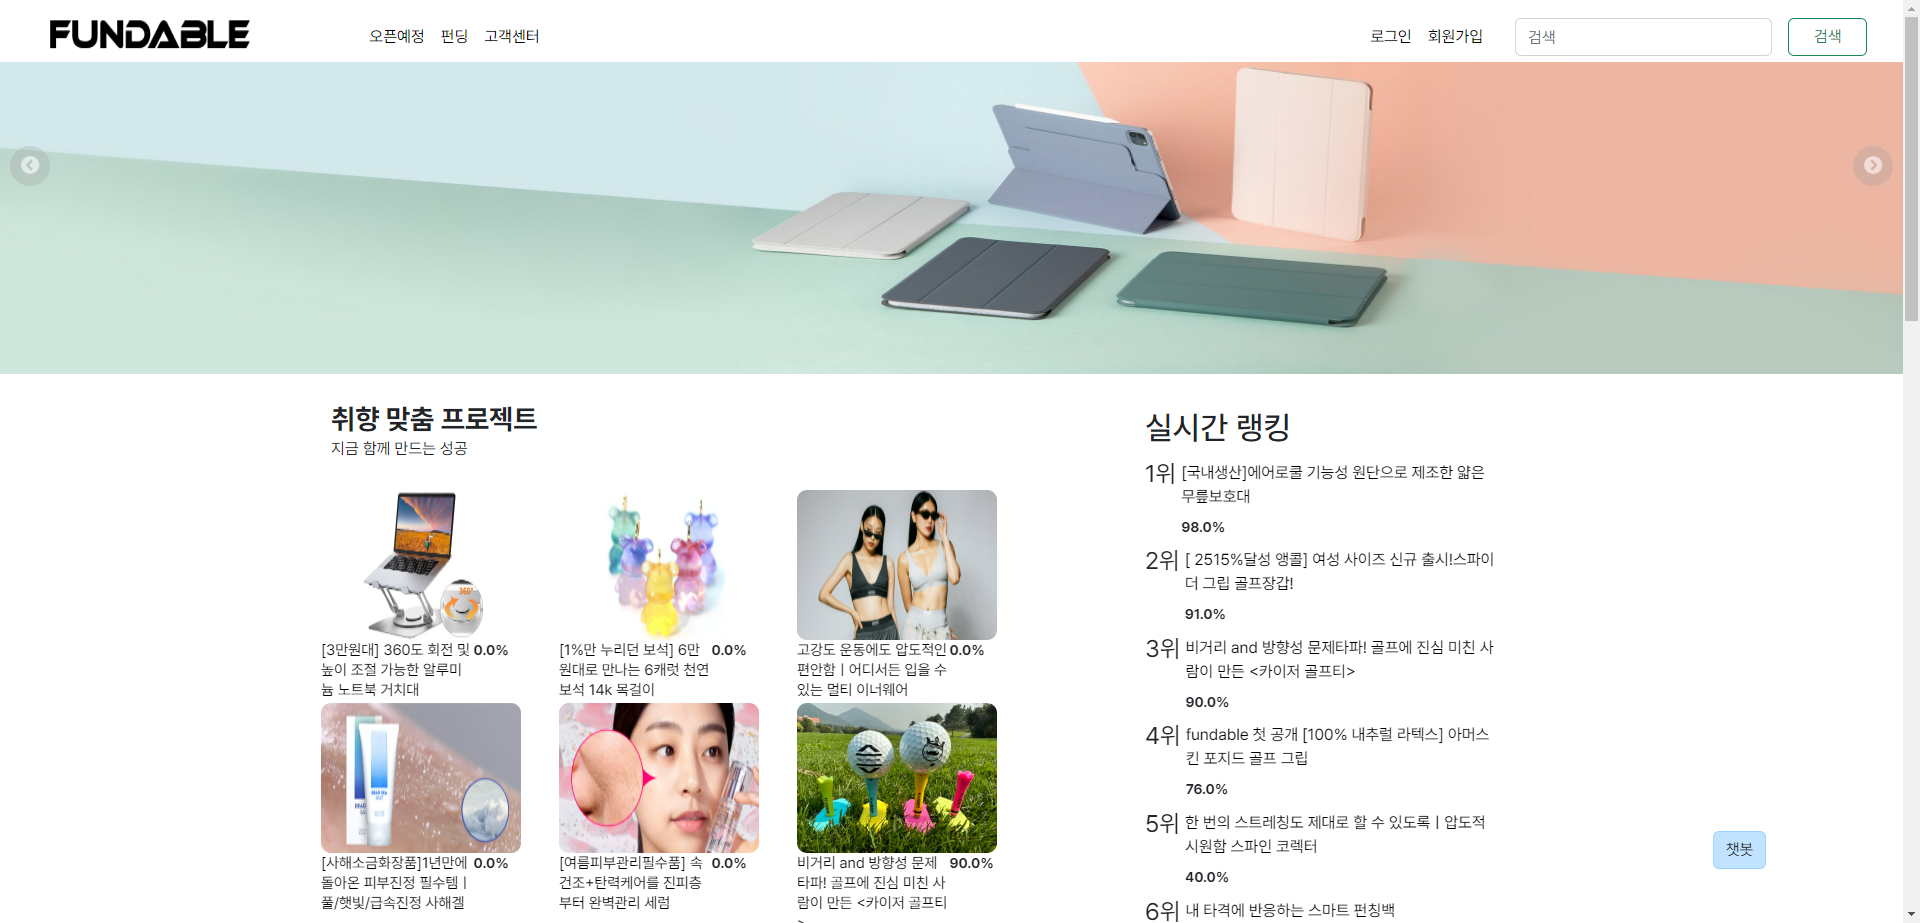 FUNDABLE
오픈예정 펀딩 고객센터
로그인 회원가입 검색 검색
취향 맞춤 프로젝트
지금 함께 만드는 성공
360°
[3만원대] 360도 회전 및 0.0%
높이 조절 가능한 알루미
늄 노트북 거치대
[1%만 누리던 보석] 6만 0.0%
원대로 만나는 6캐럿 천연
보석 14k 목걸이
고강도 운동에도 압도적인 0.0%
편안함 | 어디서든 입을 수
있는 멀티 이너웨어
DEAD SEA
[사해소금화장품]1년만에 0.0%
돌아온 피부진정 필수템 |
풀/햇빛/급속진정 사해겔
[여름피부관리필수품] 속 0.0%
건조+탄력케어를 진피층
부터 완벽관리 세럼
비거리 and 방향성 문제 90.0%
타파! 골프에 진심 미친 사
람이 만든 <카이저 골프티
>
실시간 랭킹
1위 [국내생산]에어로쿨 기능성 원단으로 제조한 얇은
무릎보호대
98.0%
2위 [ 2515%달성 앵콜] 여성 사이즈 신규 출시!스파이
더 그립 골프장갑!
91.0%
3위 비거리 and 방향성 문제타파! 골프에 진심 미친 사
람이 만든 <카이저 골프티>
90.0%
4위 fundable 첫 공개 [100% 내추럴 라텍스] 아머스
킨 포지드 골프 그립
76.0%
5위 한 번의 스트레칭도 제대로 할 수 있도록 | 압도적
시원함 스파인 코렉터
40.0%
6위 내 타격에 반응하는 스마트 펀칭백
챗봇